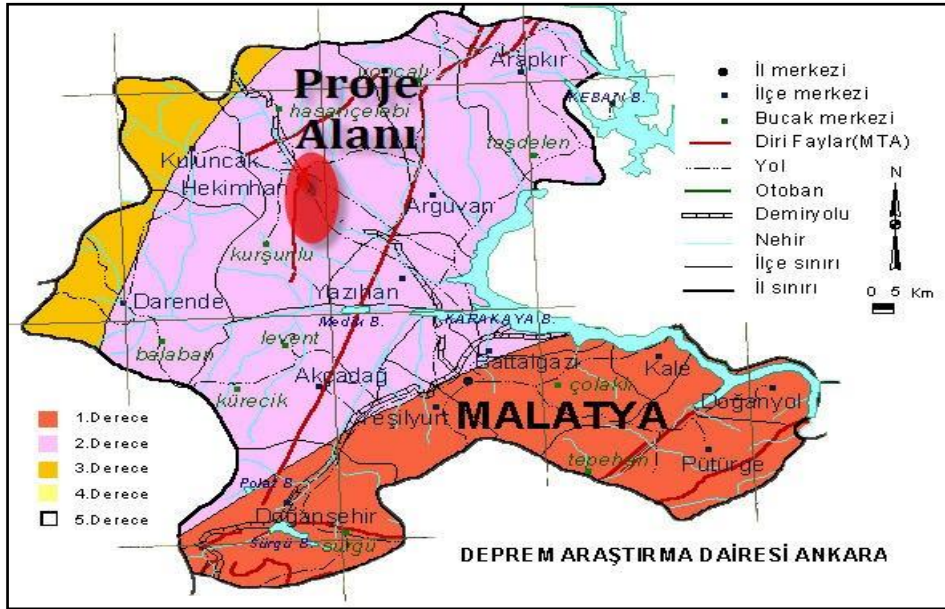 Arapkır
Proje
Alanı
hasançelebi
KEBAN B.
Kuluncak
Hekimhan
taşdelen
Arguvan
kurşunlu
Yazıhan
Darende
KARAKAYA B.
balaban
levent
Battalgazi
Kale
Akçadağ
kürecik
çolaklı
Doğanyol
Yeşilyurt
MALATYA
Pütürge
tepehan
Polat B.
Doğanşehir
Sürgü B.
sürgü
İl merkezi
İlçe merkezi
Bucak merkezi
Diri Faylar(MTA)
Yol
Otoban
Demiryolu
Nehir
İlçe sınırı
İl sınırı
N
0 5 Km
1.Derece
2.Derece
3.Derece
4.Derece
5.Derece
DEPREM ARAŞTIRMA DAİRESİ ANKARA